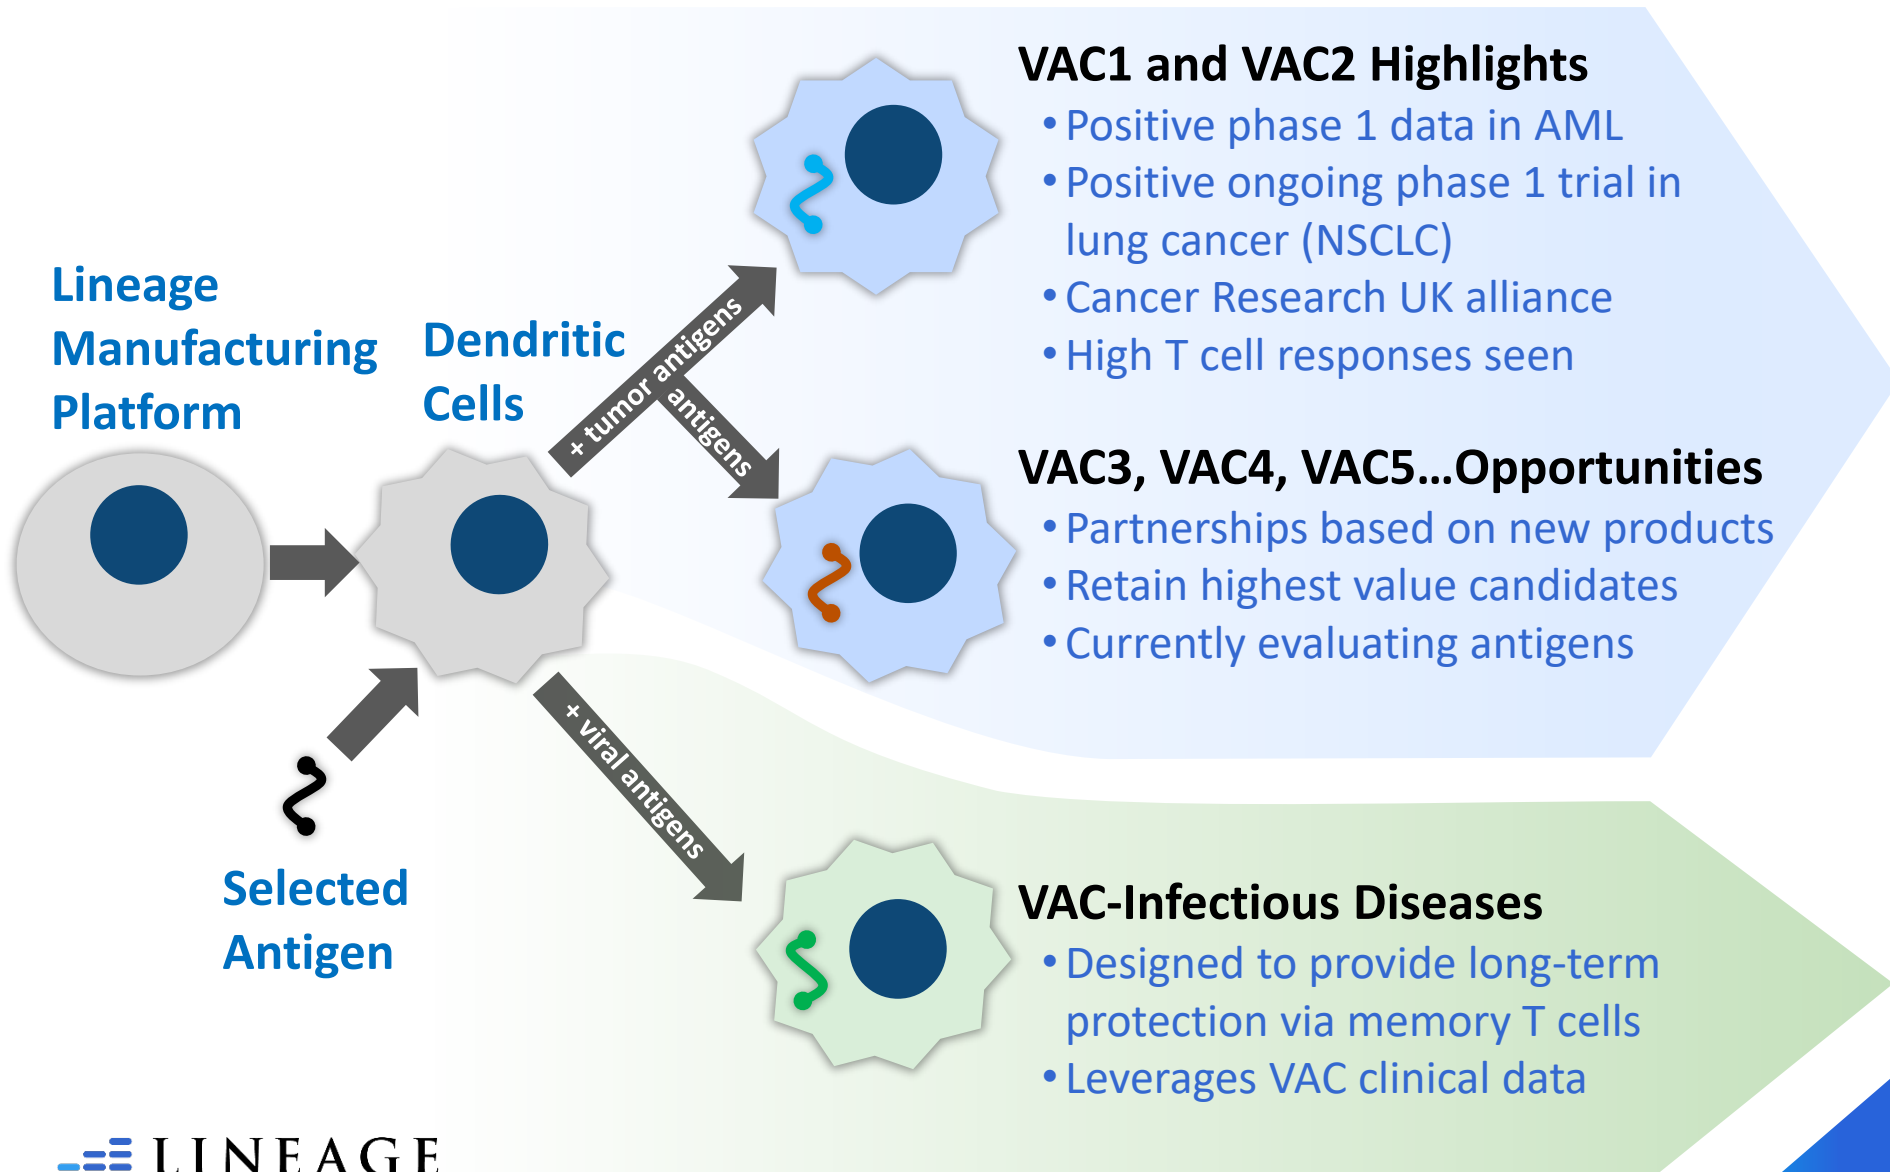 Lineage
Manufacturing
Platform
Dendritic
Cells
Selected
Antigen
+ tumor antigens
antigens
+ viral antigens
VAC1 and VAC2 Highlights
• Positive phase 1 data in AML
• Positive ongoing phase 1 trial in
lung cancer (NSCLC)
• Cancer Research UK alliance
• High T cell responses seen
VAC3, VAC4, VAC5...Opportunities
• Partnerships based on new products
• Retain highest value candidates
• Currently evaluating antigens
VAC-Infectious Diseases
• Designed to provide long-term
protection via memory T cells
• Leverages VAC clinical data
LINEAGE